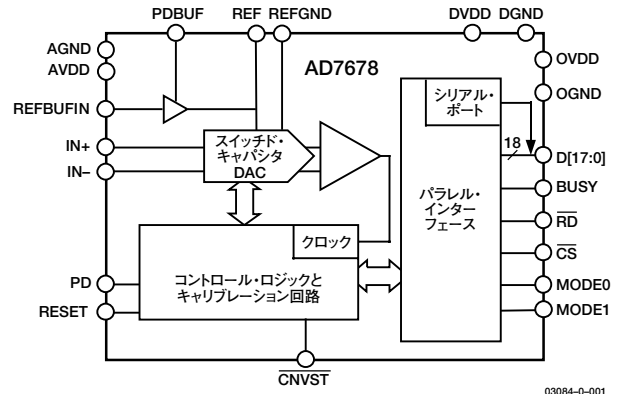 PDBUF
REF
REFGND
DVDD
DGND
AGND
AVDD
AD7678
OVDD
OGND
REFBUFIN
シリアル・
ポート
IN+
IN–
スイッチド・
キャパシタ
DAC
18
D[17:0]
BUSY
パラレル・
インター
フェース
RD
CS
クロック
PD
RESET
コントロール・ロジックと
キャリブレーション回路
MODE0
MODE1
CNVST
03084–0–001